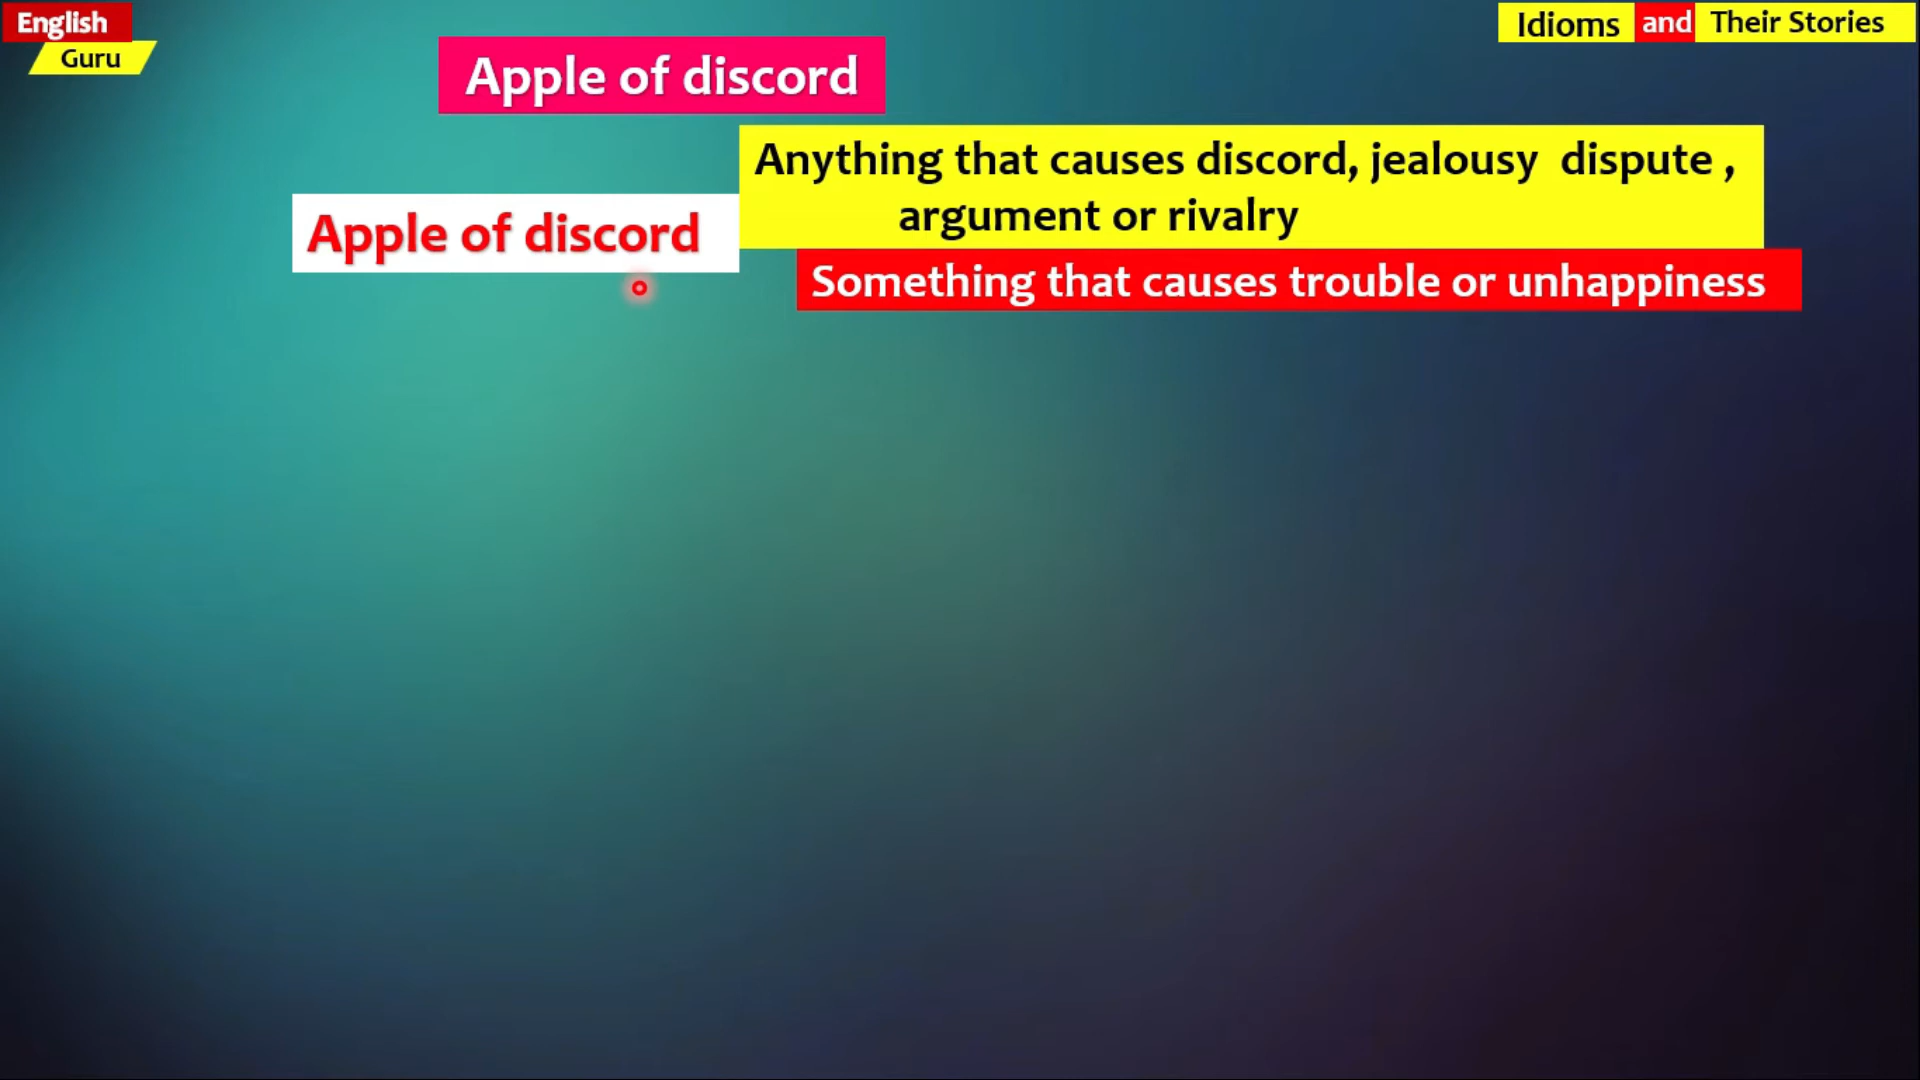 English
Guru
Idioms and Their Stories
Apple of discord
Anything that causes discord, jealousy  dispute ,
argument or rivalry
Apple of discord
Something that causes trouble or unhappiness